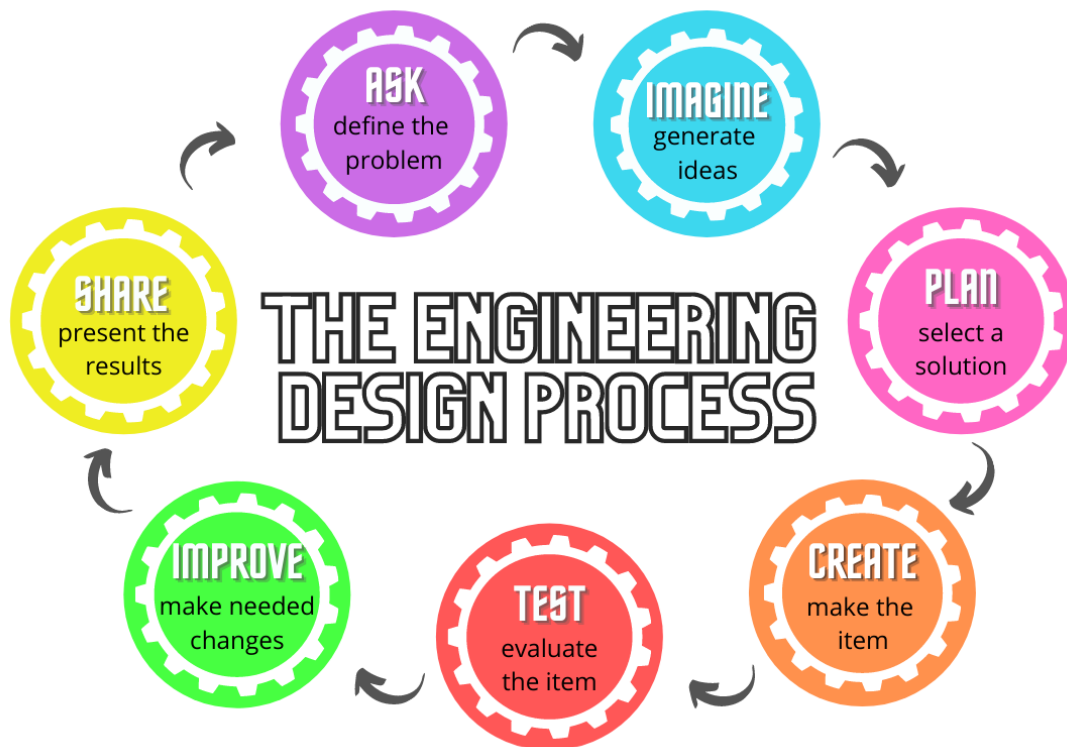 ASK
define the
problem
IMAGINE
generate
ideas
PLAN
select a
solution
CREATE
make the
item
TEST
evaluate
the item
IMPROVE
make needed
changes
SHARE
present the
results
THE ENGINEERING
DESIGN PROCESS